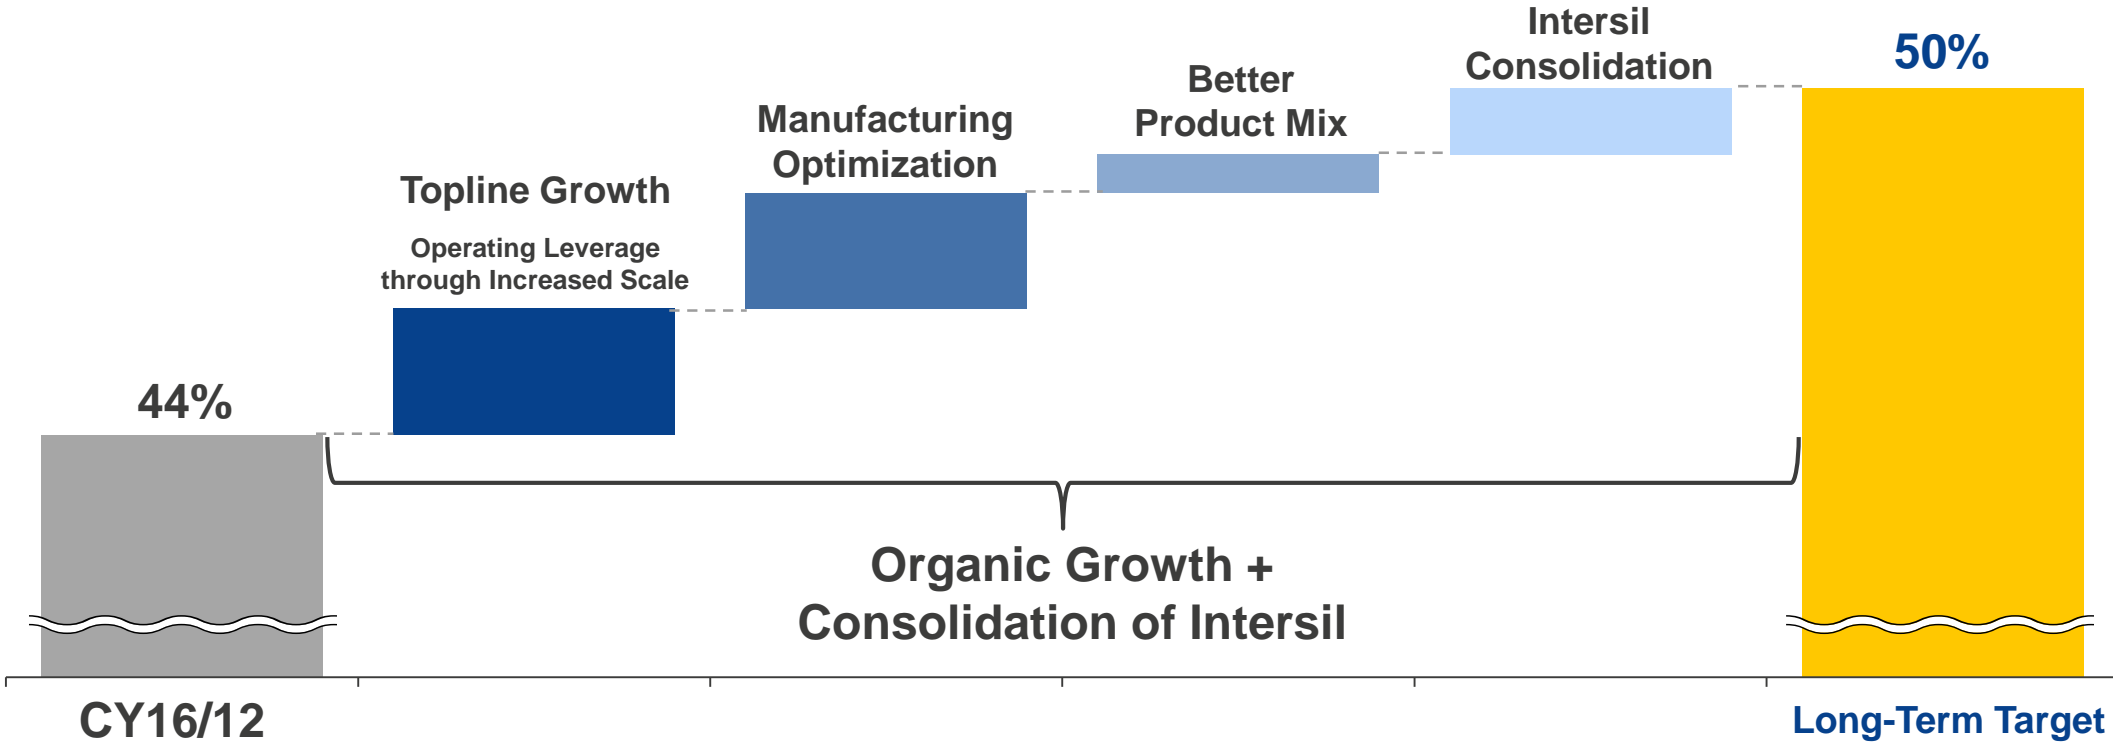 44%
Topline Growth
Operating Leverage
through Increased Scale
Manufacturing
Optimization
Better
Product Mix
Intersil
Consolidation
50%
Organic Growth +
Consolidation of Intersil
CY16/12
Long-Term Target